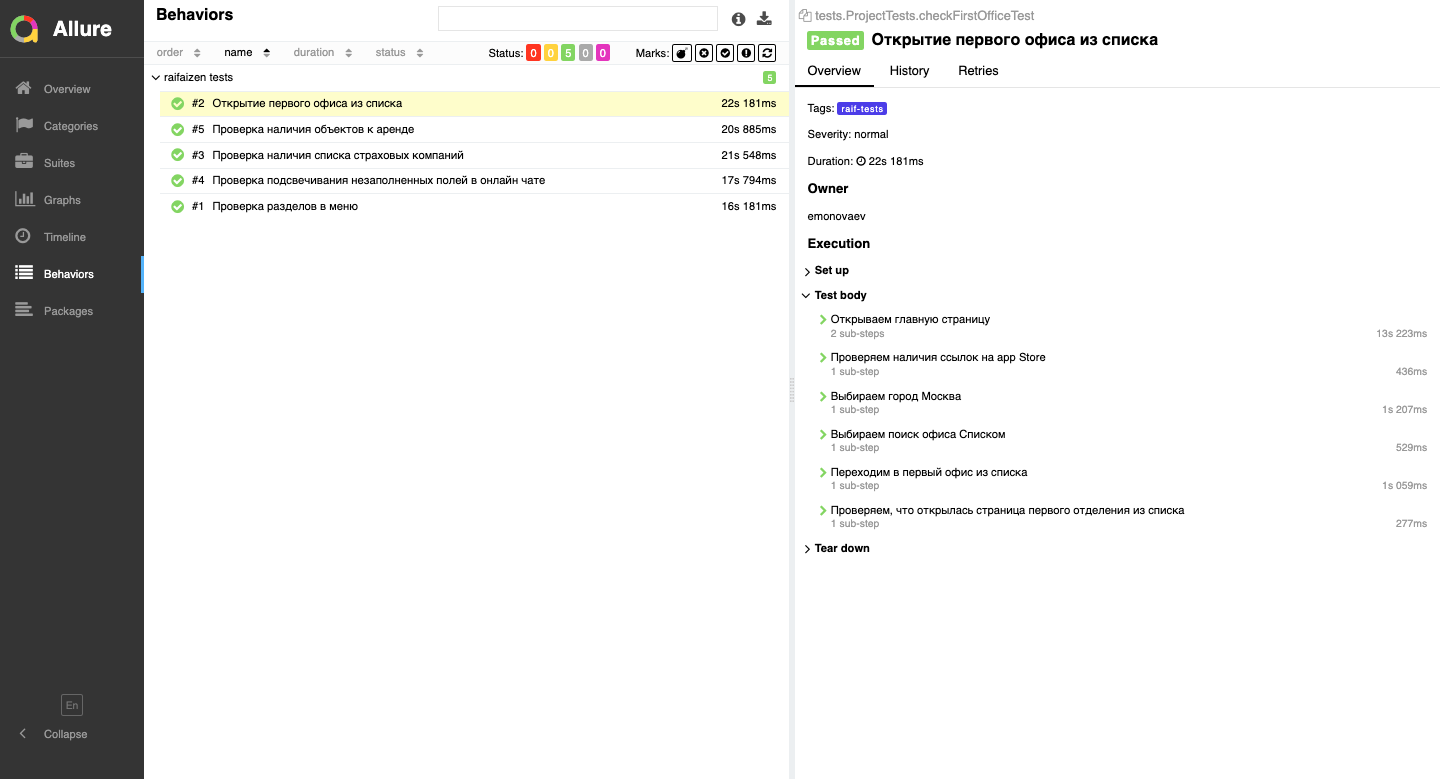 Allure
Overview
Categories
Suites
Graphs
Timeline
Behaviors
Packages
En
Collapse
Behaviors
order name duration status Status: 0 0 5 0 0 Marks:
raifaizen tests 5
#2 Открытие первого офиса из списка 22s 181ms
#5 Проверка наличия объектов к аренде 20s 885ms
#3 Проверка наличия списка страховых компаний 21s 548ms
#4 Проверка подсвечивания незаполненных полей в онлайн чате 17s 794ms
#1 Проверка разделов в меню 16s 181ms
tests.ProjectTests.checkFirstOfficeTest
Passed Открытие первого офиса из списка
Overview History Retries
Tags: raif-tests
Severity: normal
Duration: 22s 181ms
Owner
emonovaev
Execution
Set up
Test body
Открываем главную страницу
2 sub-steps 13s 223ms
Проверяем наличия ссылок на app Store
1 sub-step 436ms
Выбираем город Москва
1 sub-step 1s 207ms
Выбираем поиск офиса Списком
1 sub-step 529ms
Переходим в первый офис из списка
1 sub-step 1s 059ms
Проверяем, что открылась страница первого отделения из списка
1 sub-step 277ms
Tear down